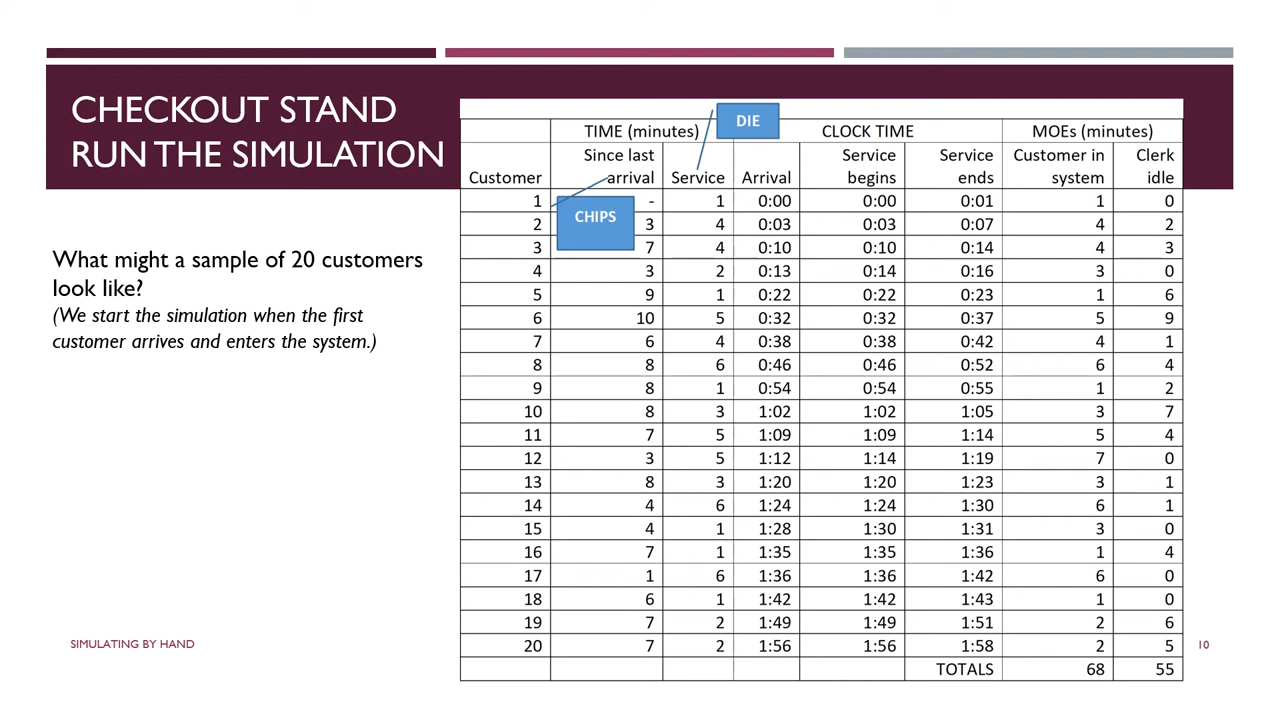 CHECKOUT STAND
RUN THE SIMULATION
What might a sample of 20 customers
look like?
(We start the simulation when the first
customer arrives and enters the system.)
DIE
CHIPS
TIME (minutes) CLOCK TIME MOEs (minutes)
Customer Since last arrival Service Arrival Service begins Service ends Customer in system Clerk idle
1 - 1 0:00 0:00 0:01 1 0
2 3 4 0:03 0:03 0:07 4 2
3 7 4 0:10 0:10 0:14 4 3
4 3 2 0:13 0:14 0:16 3 0
5 9 1 0:22 0:22 0:23 1 6
6 10 5 0:32 0:32 0:37 5 9
7 6 4 0:38 0:38 0:42 4 1
8 8 6 0:46 0:46 0:52 6 4
9 8 1 0:54 0:54 0:55 1 2
10 8 3 1:02 1:02 1:05 3 7
11 7 5 1:09 1:09 1:14 5 4
12 3 5 1:12 1:14 1:19 7 0
13 8 3 1:20 1:20 1:23 3 1
14 4 6 1:24 1:24 1:30 6 1
15 4 1 1:28 1:30 1:31 3 0
16 7 1 1:35 1:35 1:36 1 4
17 1 6 1:36 1:36 1:42 6 0
18 6 1 1:42 1:42 1:43 1 0
19 7 2 1:49 1:49 1:51 2 6
20 7 2 1:56 1:56 1:58 2 5
TOTALS 68 55
SIMULATING BY HAND
10